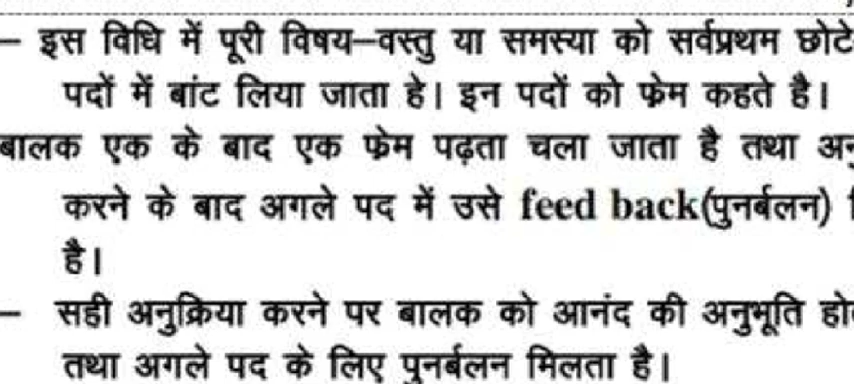 – इस विधि में पूरी विषय–वस्तु या समस्या को सर्वप्रथम छोटे
पदों में बांट लिया जाता हे। इन पदों को फ्रेम कहते है।
बालक एक के बाद एक फ्रेम पढ़ता चला जाता है तथा
करने के बाद अगले पद में उसे feed back(पुनर्बलन)
है।
– सही अनुक्रिया करने पर बालक को आनंद की अनुभूति
तथा अगले पद के लिए पुनर्बलन मिलता है।